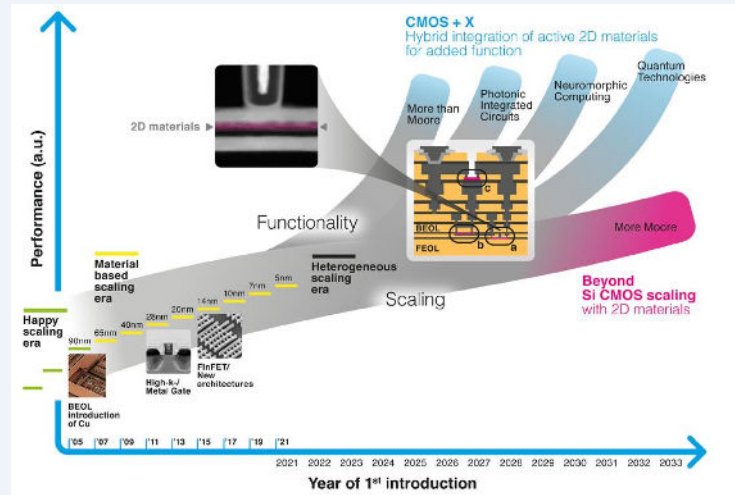 CMOS + X
Hybrid integration of active 2D materials
for added function
Quantum
Technologies
Neuromorphic
Computing
Photonic
Integrated
Circuits
More than
Moore
2D materials
c
BEOL
b
a
FEOL
More Moore
Functionality
Scaling
Beyond
Si CMOS scaling
with 2D materials
Performance (a.u.)
Material
based
scaling
era
Heterogeneous
scaling
era
Happy
scaling
era
90nm
65nm
40nm
28nm
20nm
14nm
10nm
7nm
5nm
BEOL
introduction
of Cu
High-k-/
Metal Gate
FinFET/
New
architectures
'05
'07
'09
'11
'13
'15
'17
'19
'21
2021
2022
2023
2024
2025
2026
2027
2028
2029
2030
2031
2032
2033
Year of 1st introduction